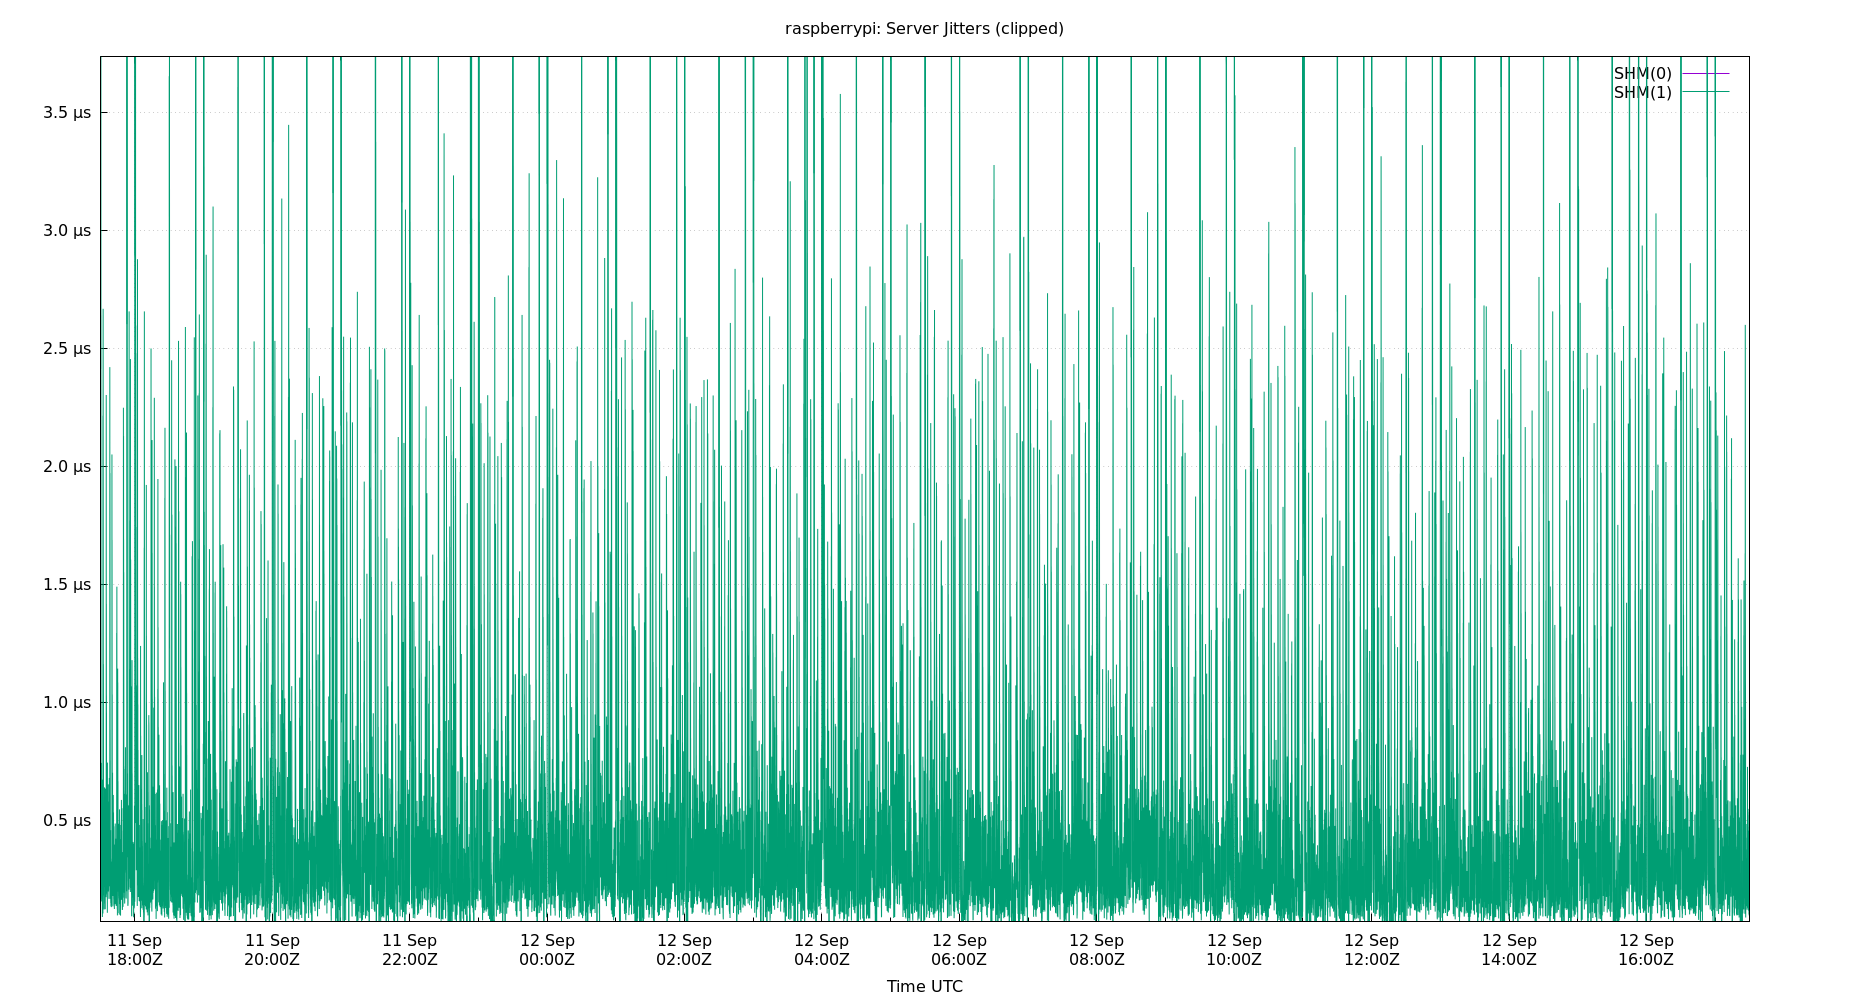 raspberrypi: Server Jitters (clipped)
SHM(0)
SHM(1)
3.5 µs
3.0 µs
2.5 µs
2.0 µs
1.5 µs
1.0 µs
0.5 µs
11 Sep 11 Sep 11 Sep 12 Sep 12 Sep 12 Sep 12 Sep 12 Sep 12 Sep 12 Sep 12 Sep 12 Sep
18:00Z 20:00Z 22:00Z 00:00Z 02:00Z 04:00Z 06:00Z 08:00Z 10:00Z 12:00Z 14:00Z 16:00Z
Time UTC